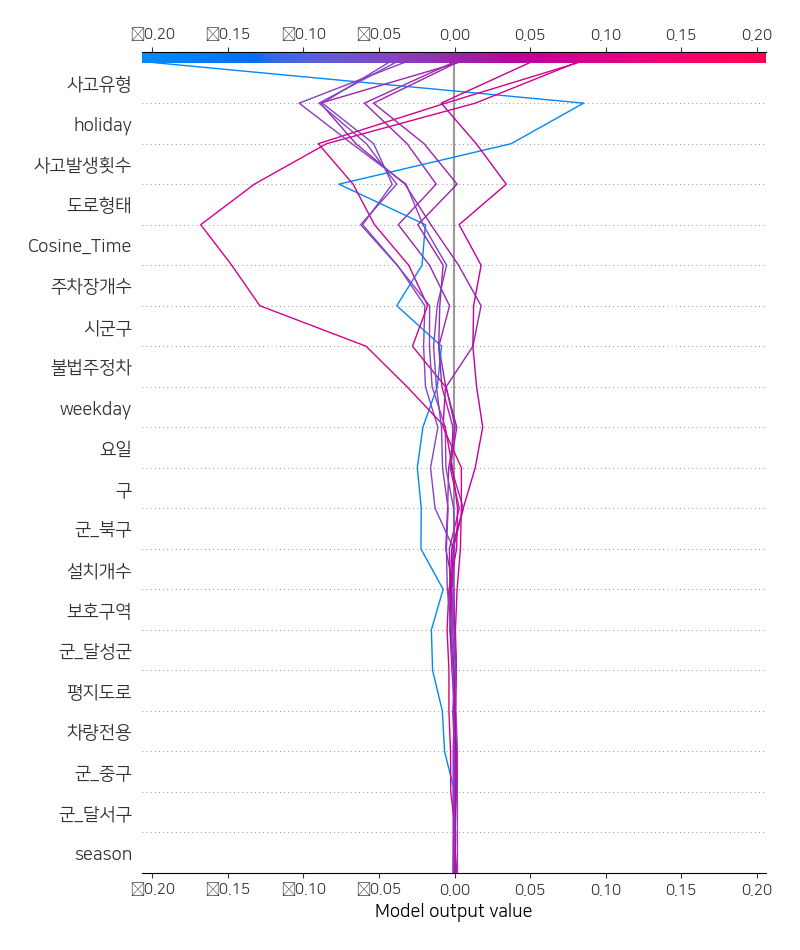 0.20 0.15 0.10 0.05 0.00 0.05 0.10 0.15 0.20
사고유형
holiday
사고발생횟수
도로형태
Cosine_Time
주차장개수
시군구
불법주정차
weekday
요일
구
군_북구
설치개수
보호구역
군_달성군
평지도로
차량전용
군_중구
군_달서구
season
0.20 0.15 0.10 0.05 0.00 0.05 0.10 0.15 0.20
Model output value